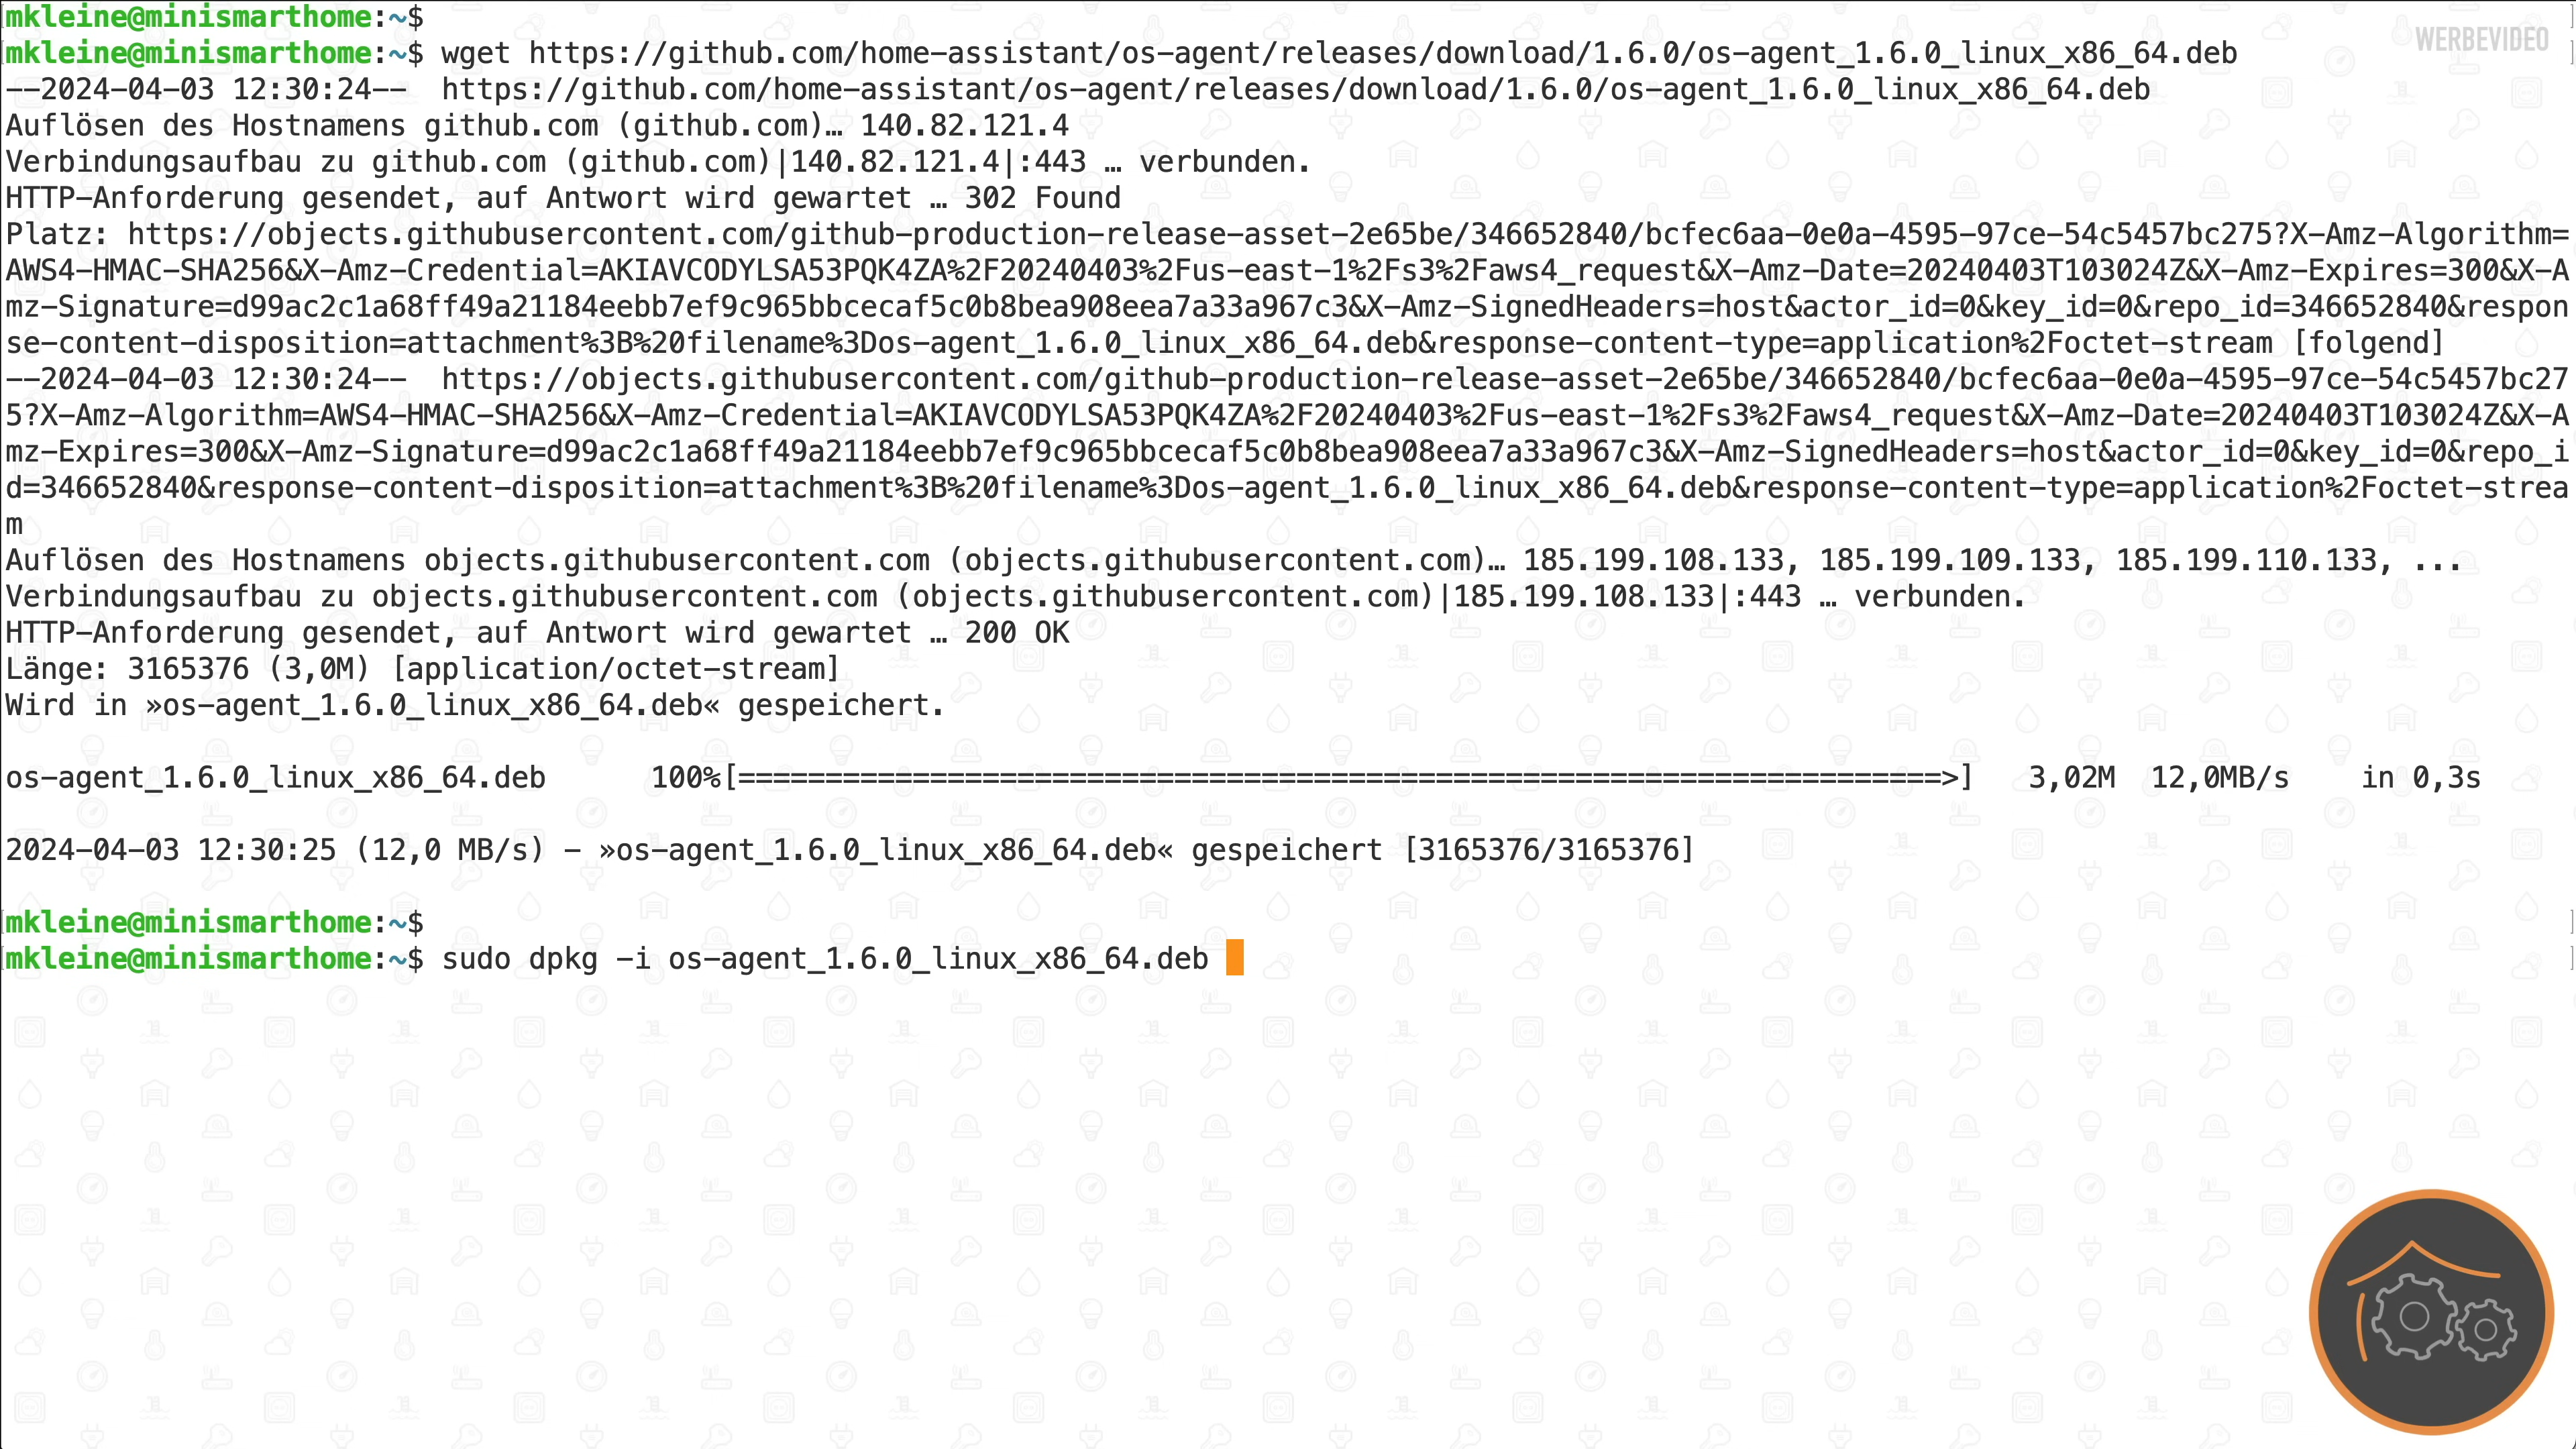 mkleine@minismarthome:~$
WERBEVIDEO
mkleine@minismarthome:~$ wget https://github.com/home-assistant/os-agent/releases/download/1.6.0/os-agent_1.6.0_linux_x86_64.deb
--2024-04-03 12:30:24--  https://github.com/home-assistant/os-agent/releases/download/1.6.0/os-agent_1.6.0_linux_x86_64.deb
Auflösen des Hostnamens github.com (github.com)… 140.82.121.4
Verbindungsaufbau zu github.com (github.com)|140.82.121.4|:443 … verbunden.
HTTP-Anforderung gesendet, auf Antwort wird gewartet … 302 Found
Platz: https://objects.githubusercontent.com/github-production-release-asset-2e65be/346652840/bcfec6aa-0e0a-4595-97ce-54c5457bc275?X-Amz-Algorithm=
AWS4-HMAC-SHA256&X-Amz-Credential=AKIAVCODYLSA53PQK4ZA%2F20240403%2Fus-east-1%2Fs3%2Faws4_request&X-Amz-Date=20240403T103024Z&X-Amz-Expires=300&X-A
mz-Signature=d99ac2c1a68ff49a21184eebb7ef9c965bbcecaf5c0b8bea908eea7a33a967c3&X-Amz-SignedHeaders=host&actor_id=0&key_id=0&repo_id=346652840&respon
se-content-disposition=attachment%3B%20filename%3Dos-agent_1.6.0_linux_x86_64.deb&response-content-type=application%2Foctet-stream [folgend]
--2024-04-03 12:30:24--  https://objects.githubusercontent.com/github-production-release-asset-2e65be/346652840/bcfec6aa-0e0a-4595-97ce-54c5457bc27
5?X-Amz-Algorithm=AWS4-HMAC-SHA256&X-Amz-Credential=AKIAVCODYLSA53PQK4ZA%2F20240403%2Fus-east-1%2Fs3%2Faws4_request&X-Amz-Date=20240403T103024Z&X-A
mz-Expires=300&X-Amz-Signature=d99ac2c1a68ff49a21184eebb7ef9c965bbcecaf5c0b8bea908eea7a33a967c3&X-Amz-SignedHeaders=host&actor_id=0&key_id=0&repo_i
d=346652840&response-content-disposition=attachment%3B%20filename%3Dos-agent_1.6.0_linux_x86_64.deb&response-content-type=application%2Foctet-strea
m
Auflösen des Hostnamens objects.githubusercontent.com (objects.githubusercontent.com)… 185.199.108.133, 185.199.109.133, 185.199.110.133, ...
Verbindungsaufbau zu objects.githubusercontent.com (objects.githubusercontent.com)|185.199.108.133|:443 … verbunden.
HTTP-Anforderung gesendet, auf Antwort wird gewartet … 200 OK
Länge: 3165376 (3,0M) [application/octet-stream]
Wird in »os-agent_1.6.0_linux_x86_64.deb« gespeichert.
os-agent_1.6.0_linux_x86_64.deb      100%[=====================================================================>]   3,02M  12,0MB/s    in 0,3s
2024-04-03 12:30:25 (12,0 MB/s) - »os-agent_1.6.0_linux_x86_64.deb« gespeichert [3165376/3165376]
mkleine@minismarthome:~$
mkleine@minismarthome:~$ sudo dpkg -i os-agent_1.6.0_linux_x86_64.deb